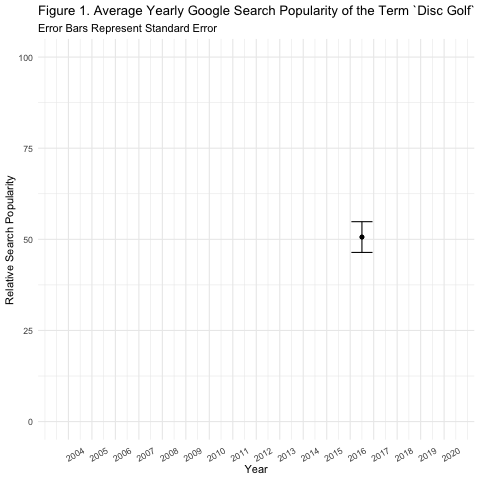 Figure 1. Average Yearly Google Search Popularity of the Term `Disc Golf`
Error Bars Represent Standard Error
100
75
50
25
0
Relative Search Popularity
2004 2005 2006 2007 2008 2009 2010 2011 2012 2013 2014 2015 2016 2017 2018 2019 2020
Year